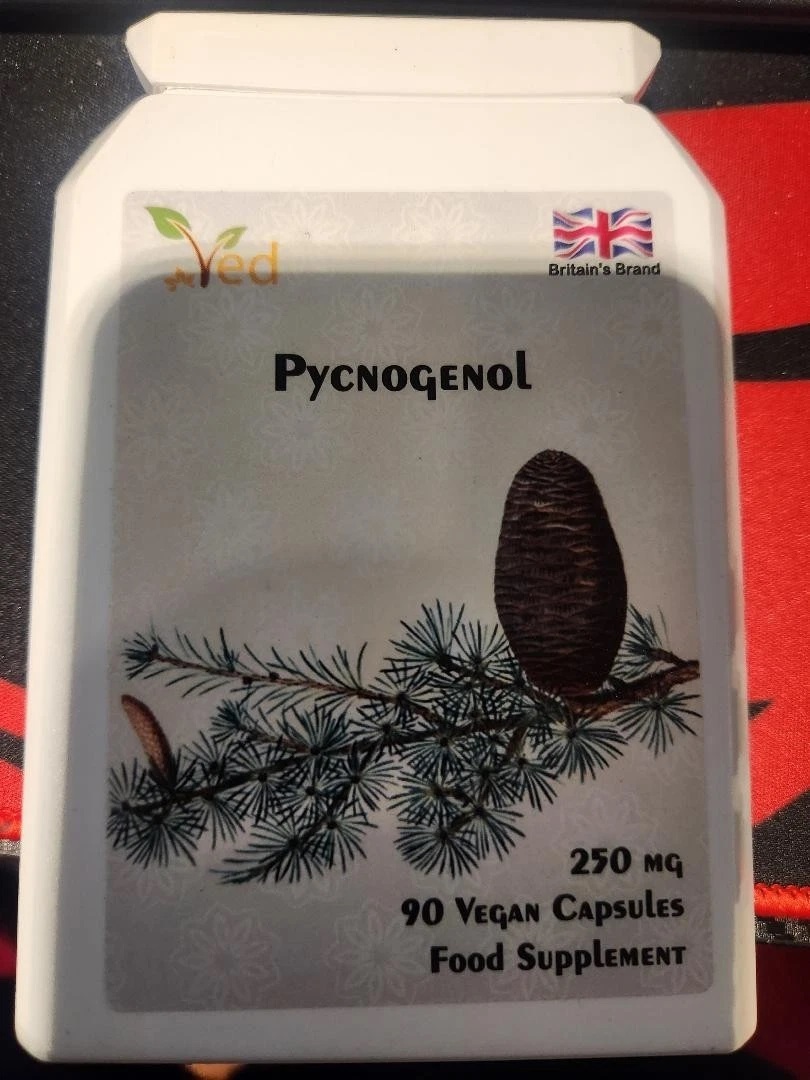 Ved
Britain's Brand
Pycnogenol
250 mg
90 Vegan Capsules
Food Supplement